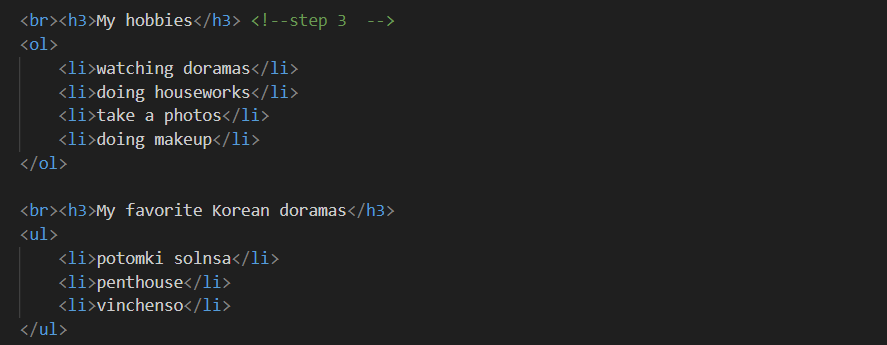 <br><h3>My hobbies</h3> <!--step 3  -->
<ol>
    <li>watching doramas</li>
    <li>doing houseworks</li>
    <li>take a photos</li>
    <li>doing makeup</li>
</ol>

<br><h3>My favorite Korean doramas</h3>
<ul>
    <li>potomki solnsa</li>
    <li>penthouse</li>
    <li>vinchenso</li>
</ul>